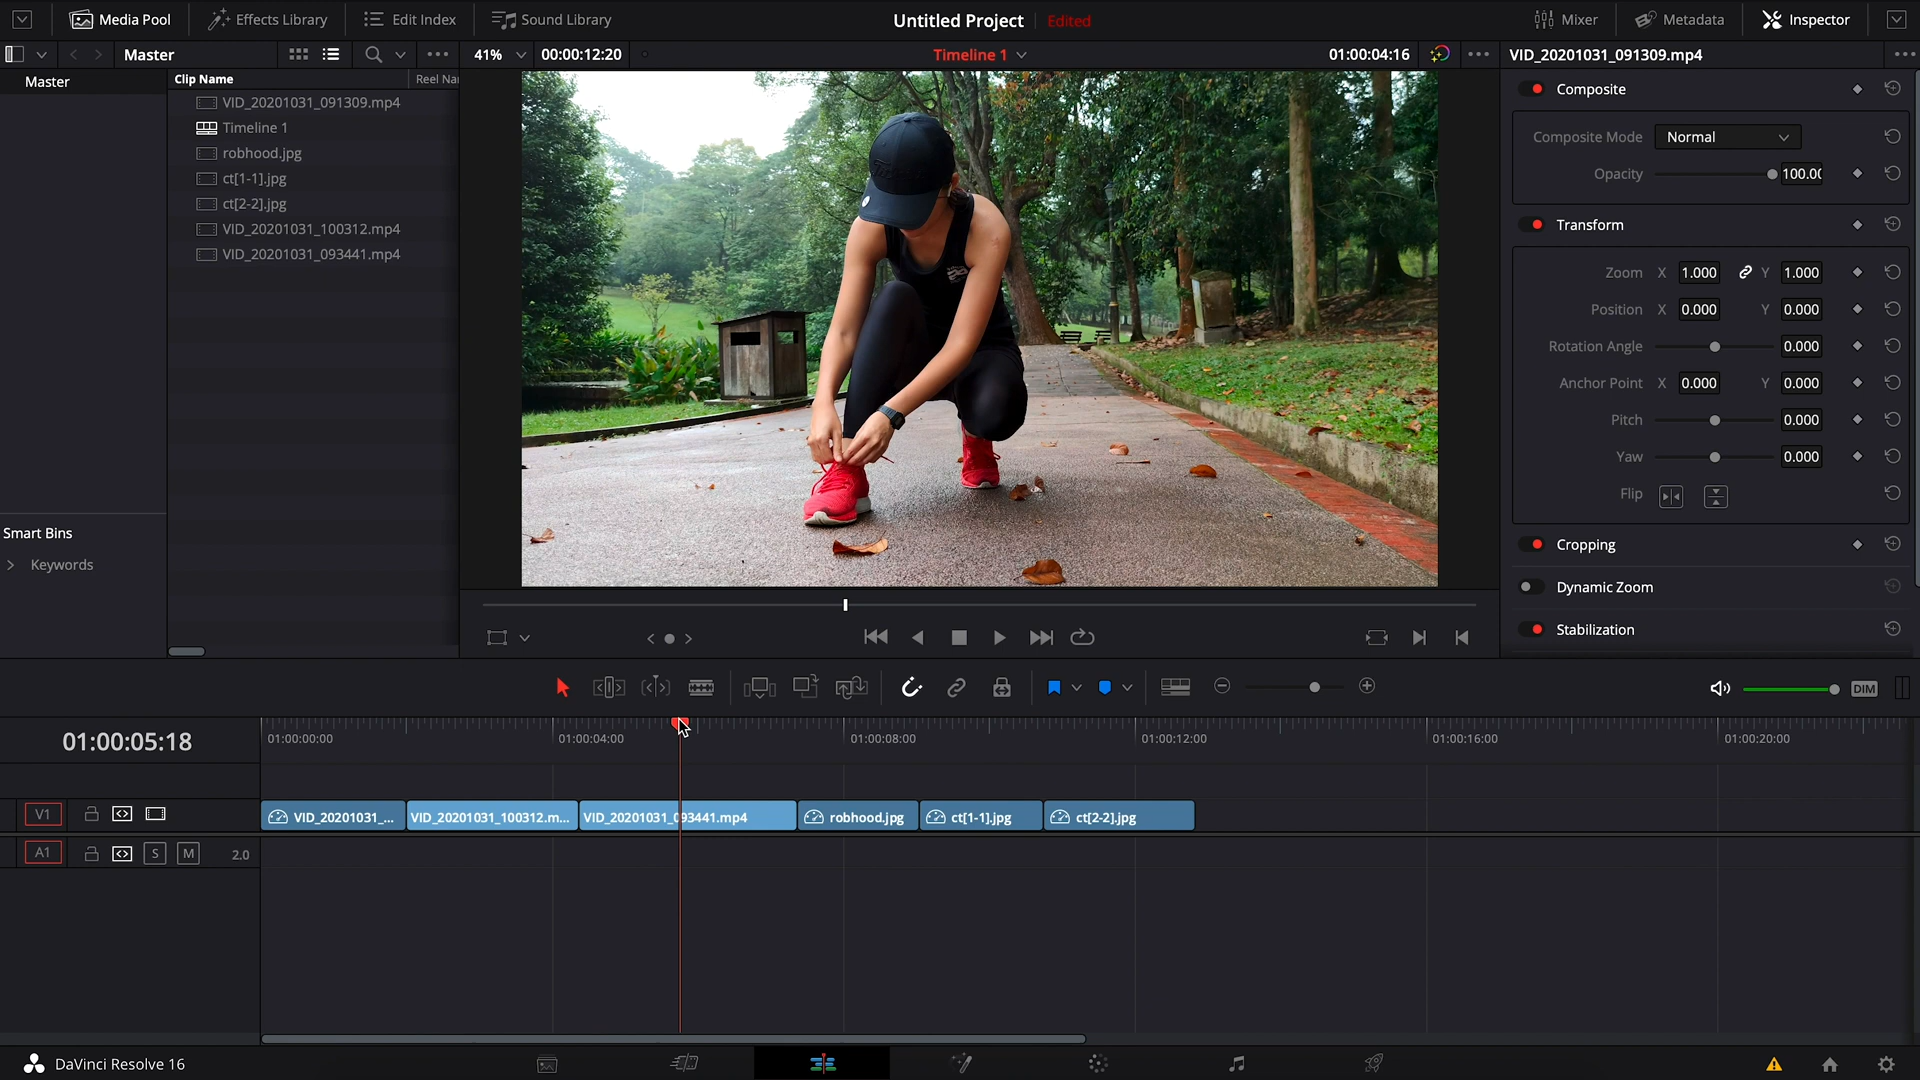 Media Pool
Effects Library
Edit Index
Sound Library
Untitled Project
Edited
Mixer
Metadata
Inspector
Master
41%
00:00:12:20
Timeline 1
01:00:04:16
VID_20201031_091309.mp4
Master
Clip Name
Reel Na
VID_20201031_091309.mp4
Timeline 1
robhood.jpg
ct[1-1].jpg
ct[2-2].jpg
VID_20201031_100312.mp4
VID_20201031_093441.mp4
Smart Bins
Keywords
Composite
Composite Mode
Normal
Opacity
100.00
Transform
Zoom X 1.000 Y 1.000
Position X 0.000 Y 0.000
Rotation Angle 0.000
Anchor Point X 0.000 Y 0.000
Pitch 0.000
Yaw 0.000
Flip
Cropping
Dynamic Zoom
Stabilization
DIM
01:00:05:18
01:00:00:00
01:00:04:00
01:00:08:00
01:00:12:00
01:00:16:00
01:00:20:00
V1
VID_20201031_...
VID_20201031_100312.m...
VID_20201031_093441.mp4
robhood.jpg
ct[1-1].jpg
ct[2-2].jpg
A1
S
M
2.0
DaVinci Resolve 16